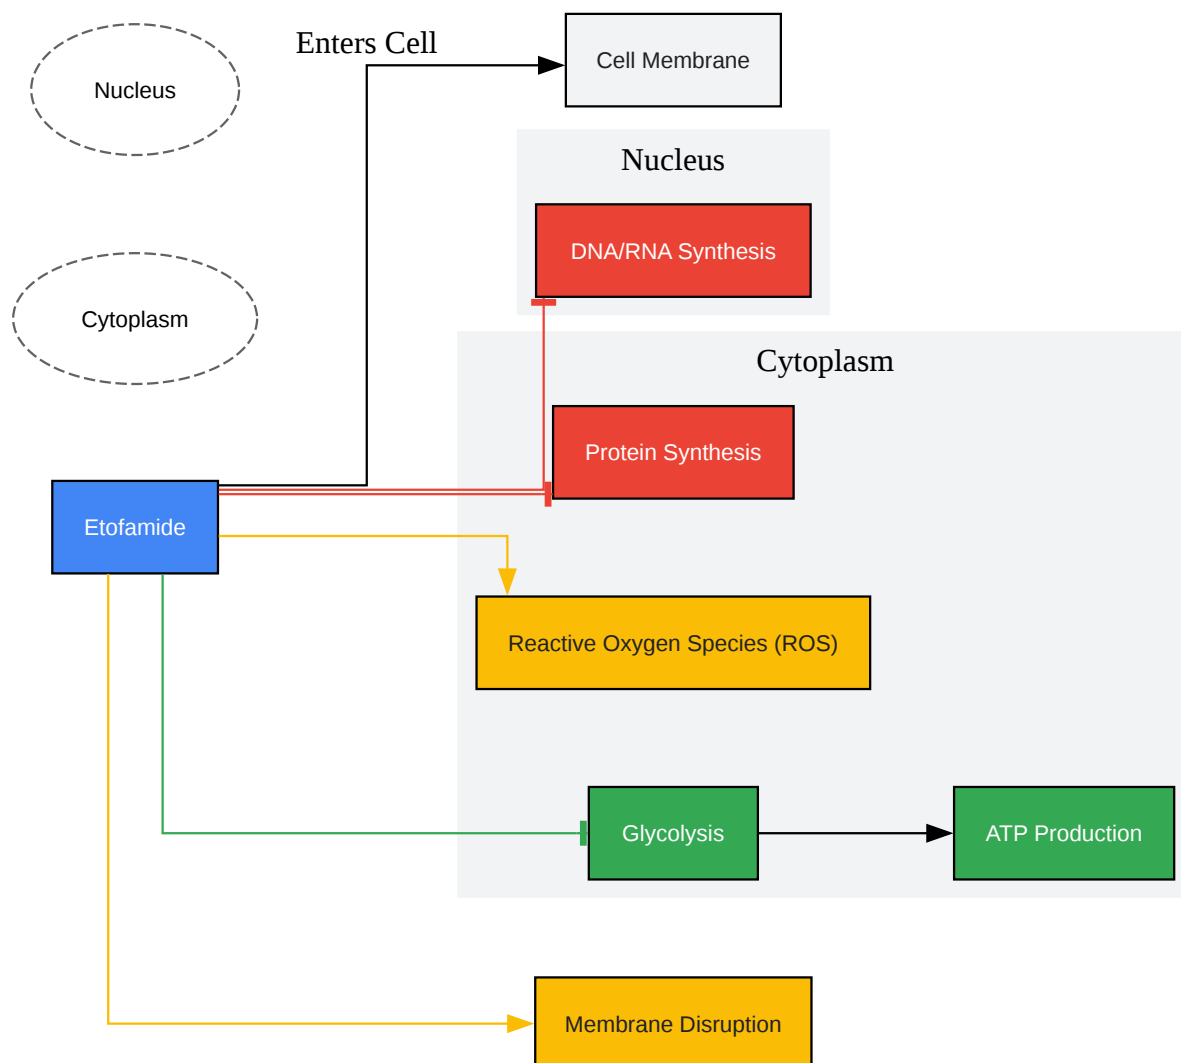 Enters Cell
Cell Membrane
Nucleus
Nucleus
DNA/RNA Synthesis
Cytoplasm
Cytoplasm
Protein Synthesis
Etofamide
Reactive Oxygen Species (ROS)
Glycolysis
ATP Production
Membrane Disruption